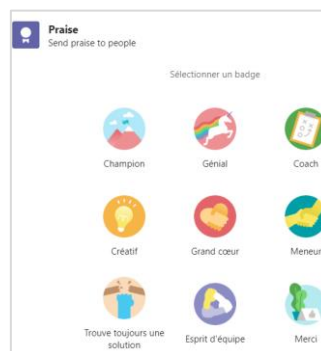 Praise
Send praise to people
Sélectionner un badge
Champion
Génial
Coach
Créatif
Grand cœur
Meneur
Trouve toujours une
solution
Esprit d'équipe
Merci